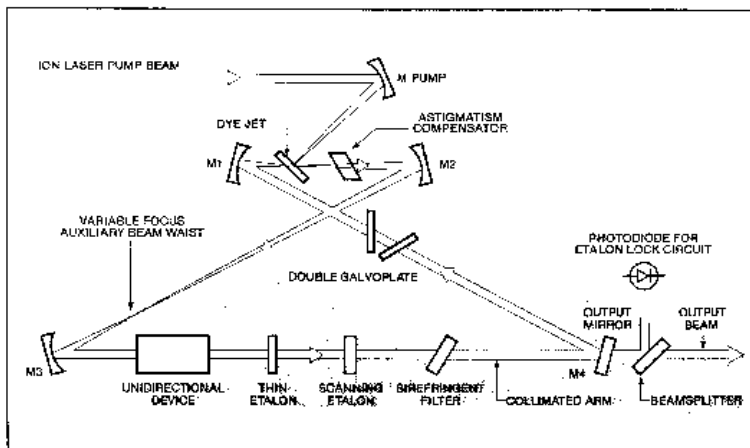 ION LASER PUMP BEAM
M PUMP
DYE JET
ASTIGMATISM
COMPENSATOR
M1
M2
VARIABLE FOCUS
AUXILIARY BEAM WAIST
PHOTODIODE FOR
ETALON LOCK CIRCUIT
DOUBLE GALVOPLATE
OUTPUT
MIRROR
OUTPUT
BEAM
M3
M4
UNIDIRECTIONAL
DEVICE
THIN
ETALON
SCANNING
ETALON
BIREFRINGENT
FILTER
COLLIMATED ARM
BEAMSPLITTER